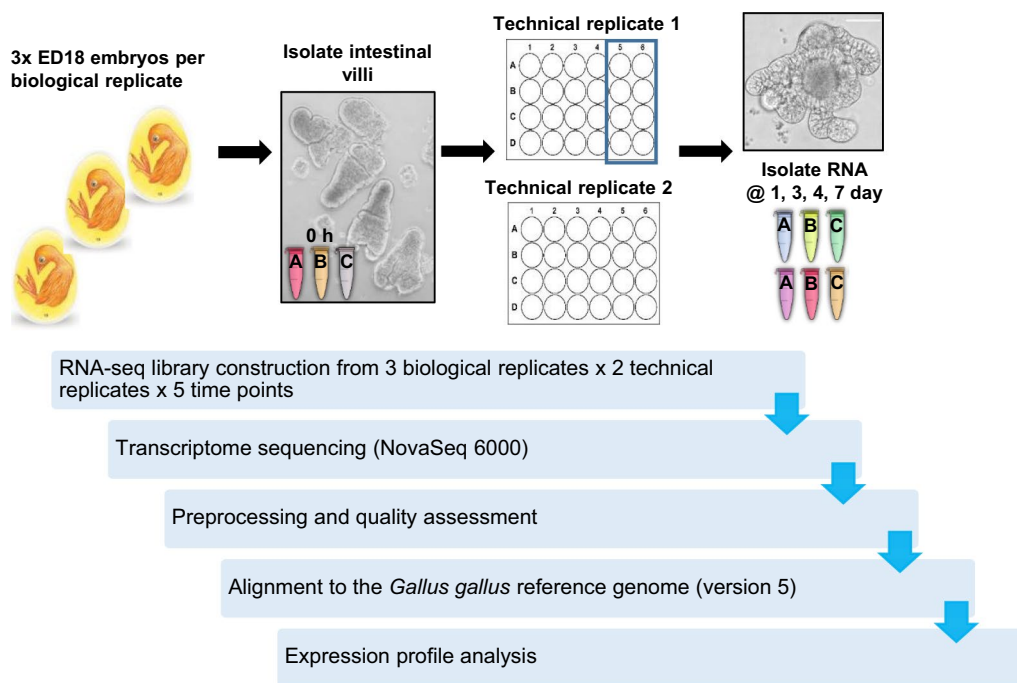 3x ED18 embryos per
biological replicate
Isolate intestinal
villi
0 h
A B C
Technical replicate 1
1 2 3 4 5 6
A
B
C
D
Technical replicate 2
1 2 3 4 5 6
A
B
C
D
Isolate RNA
@ 1, 3, 4, 7 day
A B C
A B C
RNA-seq library construction from 3 biological replicates x 2 technical
replicates x 5 time points
Transcriptome sequencing (NovaSeq 6000)
Preprocessing and quality assessment
Alignment to the Gallus gallus reference genome (version 5)
Expression profile analysis